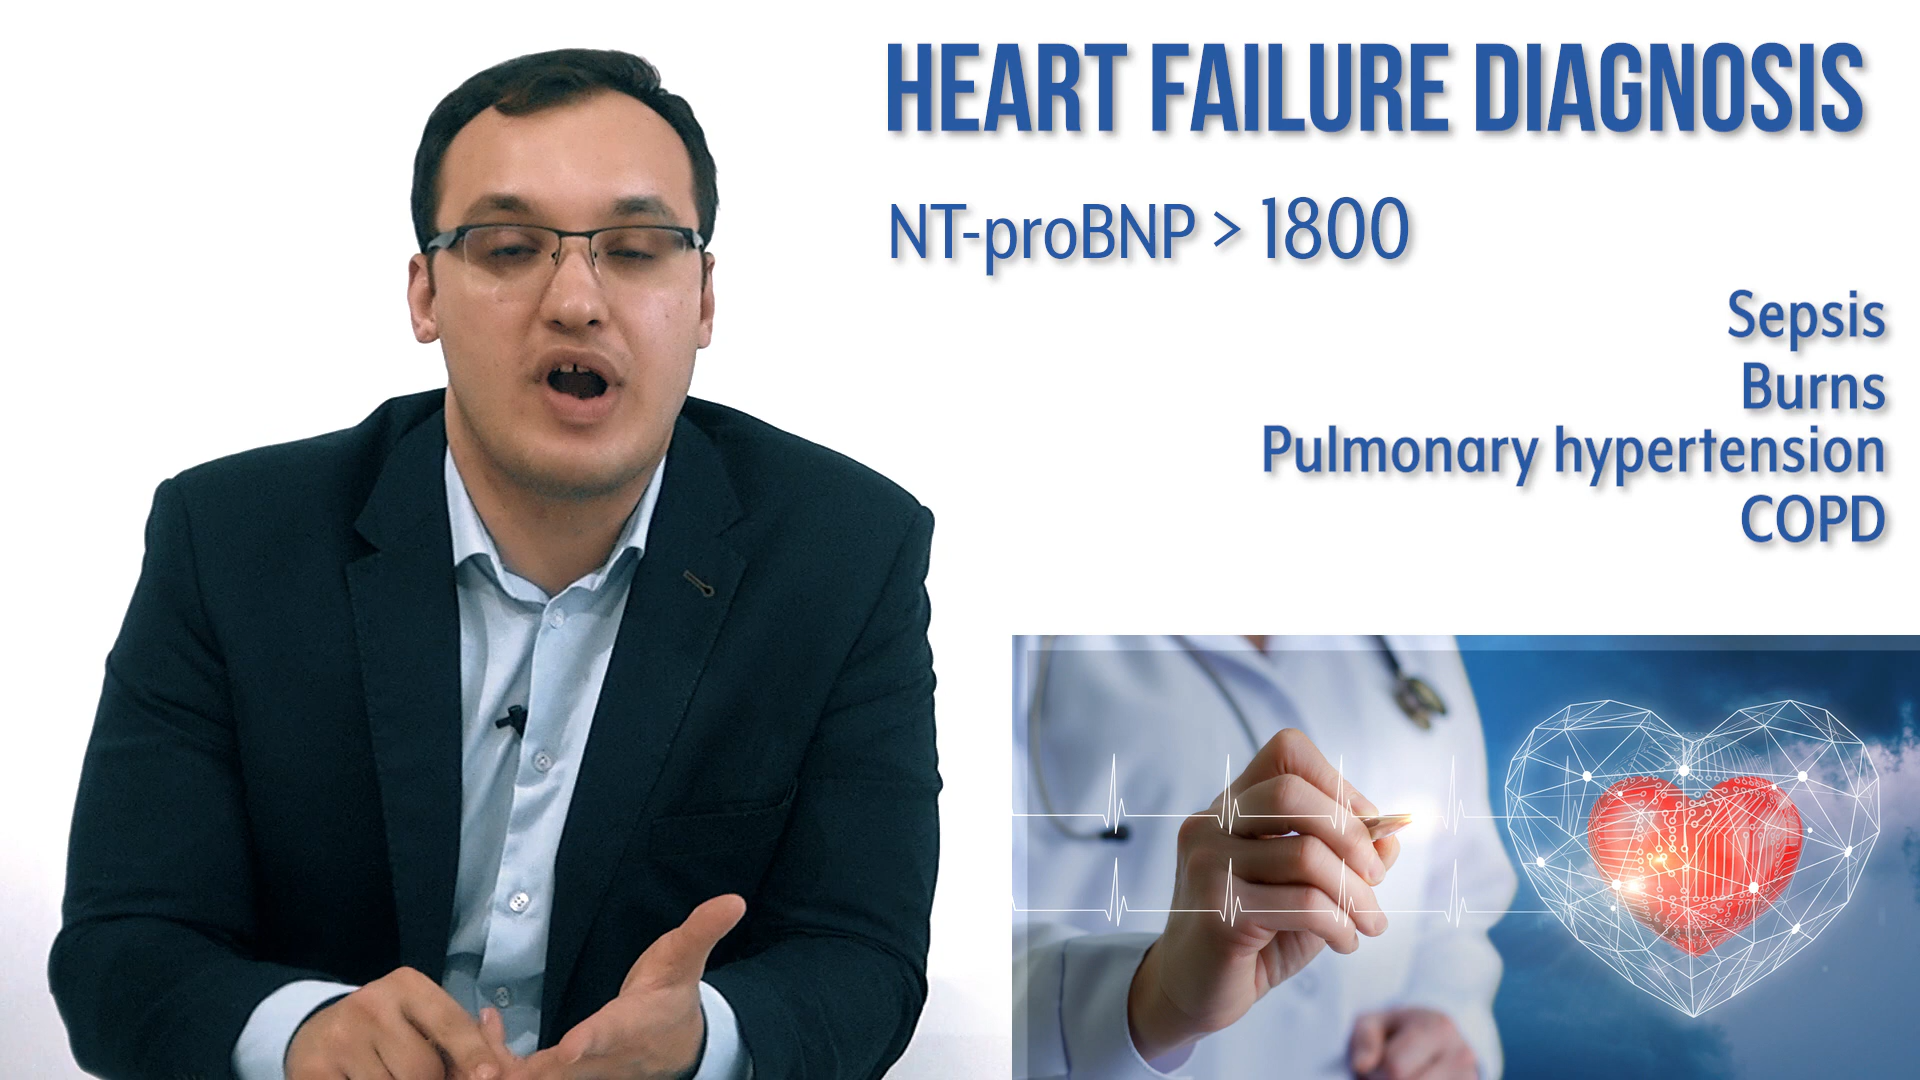 HEART FAILURE DIAGNOSIS
NT-proBNP > 1800
Sepsis
Burns
Pulmonary hypertension
COPD